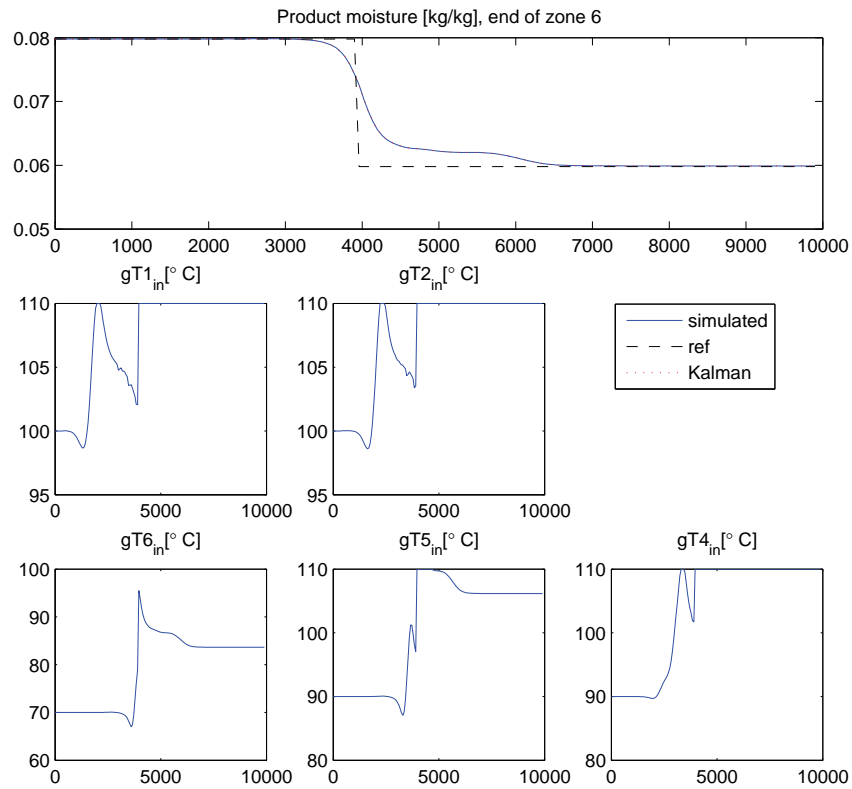 Product moisture [kg/kg], end of zone 6
0.08
0.07
0.06
0.05
0 1000 2000 3000 4000 5000 6000 7000 8000 9000 10000
gT1in[° C] gT2in[° C]
110 110
105 105
100 100
95 95
0 5000 10000 0 5000 10000
simulated
ref
Kalman
gT6in[° C] gT5in[° C] gT4in[° C]
100 110 110
90
80 100 100
70 90 90
60 80 80
0 5000 10000 0 5000 10000 0 5000 10000